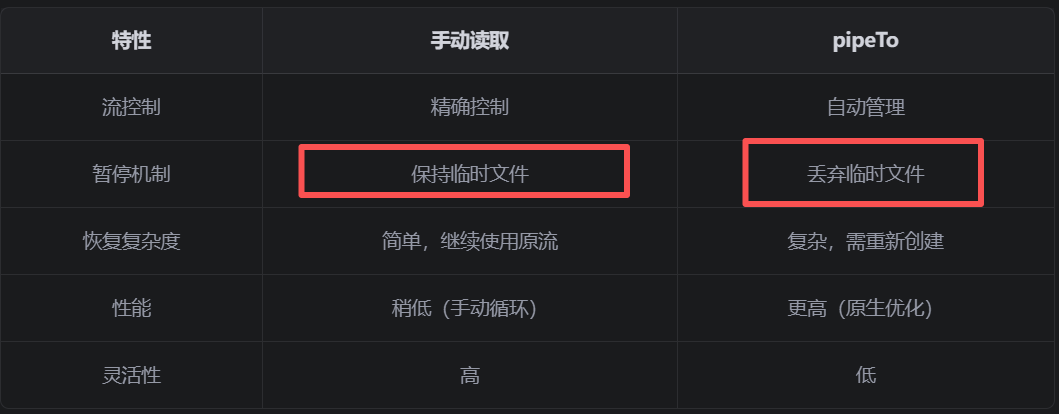 特性 手动读取 pipeTo
流控制 精确控制 自动管理
暂停机制 保持临时文件 丢弃临时文件
恢复复杂度 简单，继续使用原流 复杂，需重新创建
性能 稍低（手动循环） 更高（原生优化）
灵活性 高 低